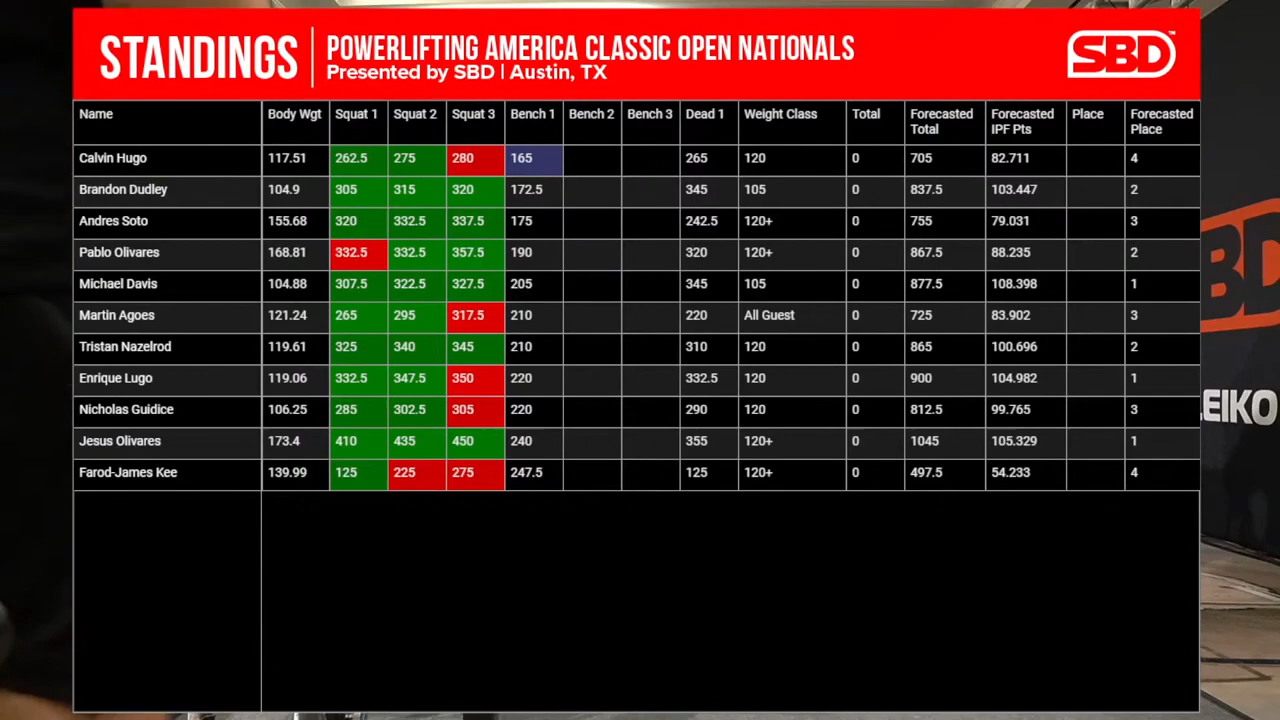 STANDINGS
POWERLIFTING AMERICA CLASSIC OPEN NATIONALS
Presented by SBD | Austin, TX
SBD™
Name Body Wgt Squat 1 Squat 2 Squat 3 Bench 1 Bench 2 Bench 3 Dead 1 Weight Class Total Forecasted Total Forecasted IPF Pts Place Forecasted Place
Calvin Hugo 117.51 262.5 275 280 165 265 120 0 705 82.711 4
Brandon Dudley 104.9 305 315 320 172.5 345 105 0 837.5 103.447 2
Andres Soto 155.68 320 332.5 337.5 175 242.5 120+ 0 755 79.031 3
Pablo Olivares 168.81 332.5 332.5 357.5 190 320 120+ 0 867.5 88.235 2
Michael Davis 104.88 307.5 322.5 327.5 205 345 105 0 877.5 108.398 1
Martin Agoes 121.24 265 295 317.5 210 220 All Guest 0 725 83.902 3
Tristan Nazelrod 119.61 325 340 345 210 310 120 0 865 100.696 2
Enrique Lugo 119.06 332.5 347.5 350 220 332.5 120 0 900 104.982 1
Nicholas Guidice 106.25 285 302.5 305 220 290 120 0 812.5 99.765 3
Jesus Olivares 173.4 410 435 450 240 355 120+ 0 1045 105.329 1
Farod-James Kee 139.99 125 225 275 247.5 125 120+ 0 497.5 54.233 4
BD
EIKO